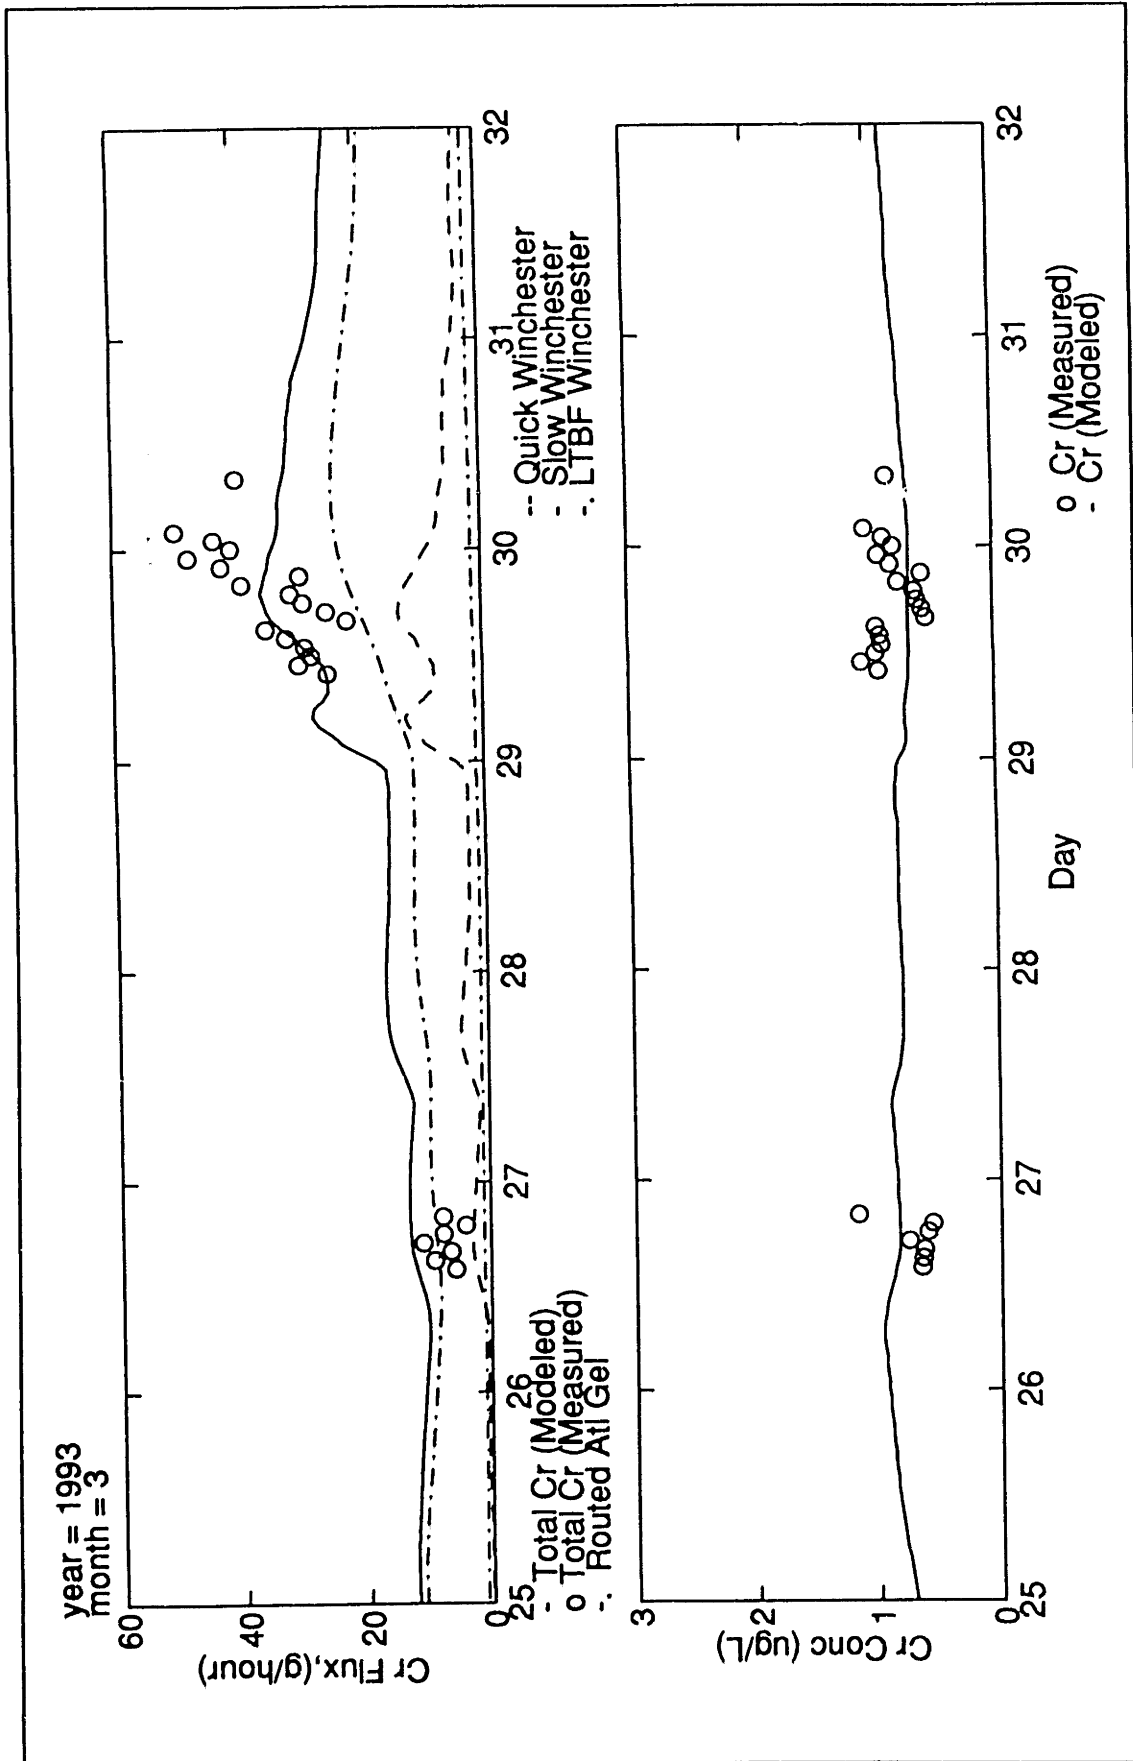 year = 1993
month = 3
Cr Flux,(g/hour)
60
40
20
0
25
26
27
28
29
30
31
32
- Total Cr (Modeled)
o Total Cr (Measured)
-. Routed Atl Gel
-- Quick Winchester
- Slow Winchester
-. LTBF Winchester
Cr Conc (ug/L)
3
2
1
0
25
26
27
28
29
30
31
32
Day
o Cr (Measured)
- Cr (Modeled)